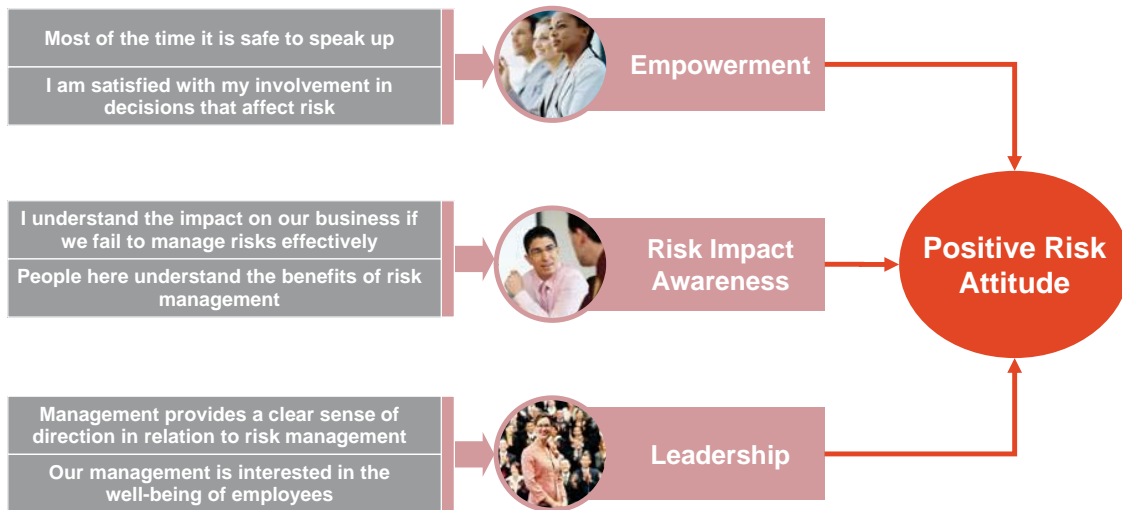 Most of the time it is safe to speak up
I am satisfied with my involvement in
decisions that affect risk
Empowerment
I understand the impact on our business if
we fail to manage risks effectively
People here understand the benefits of risk
management
Risk Impact
Awareness
Positive Risk
Attitude
Management provides a clear sense of
direction in relation to risk management
Our management is interested in the
well-being of employees
Leadership